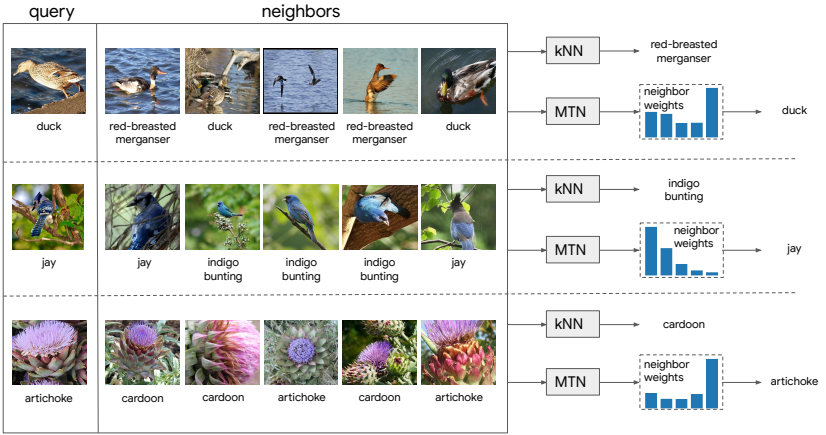 query
neighbors
duck
red-breasted
merganser
duck
red-breasted
merganser
red-breasted
merganser
duck
kNN
red-breasted
merganser
MTN
neighbor
weights
duck
jay
jay
indigo
bunting
indigo
bunting
indigo
bunting
jay
kNN
indigo
bunting
MTN
neighbor
weights
jay
artichoke
cardoon
cardoon
artichoke
cardoon
artichoke
kNN
cardoon
MTN
neighbor
weights
artichoke